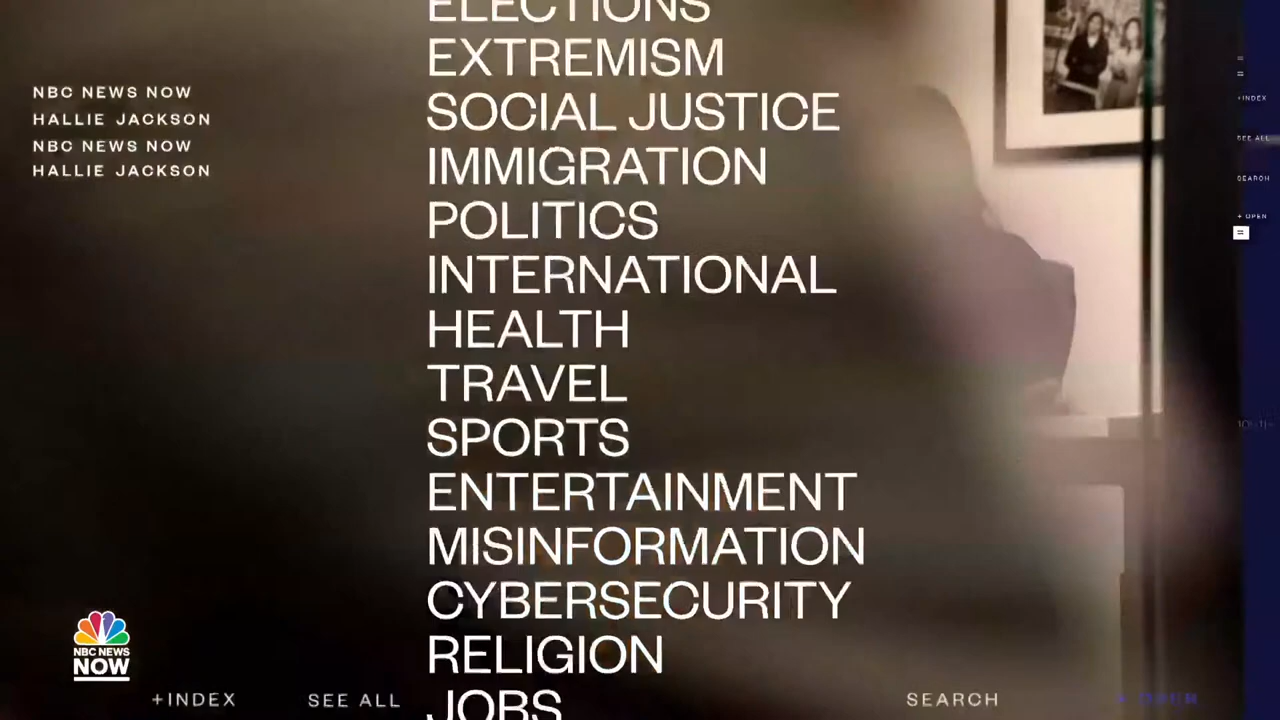 NBC NEWS NOW
HALLIE JACKSON
NBC NEWS NOW
HALLIE JACKSON
ELECTIONS
EXTREMISM
SOCIAL JUSTICE
IMMIGRATION
POLITICS
INTERNATIONAL
HEALTH
TRAVEL
SPORTS
ENTERTAINMENT
MISINFORMATION
CYBERSECURITY
RELIGION
JOBS
+INDEX
SEE ALL
SEARCH
+ OPEN
NBC NEWS
NOW
+INDEX
SEE ALL
SEARCH
+ OPEN